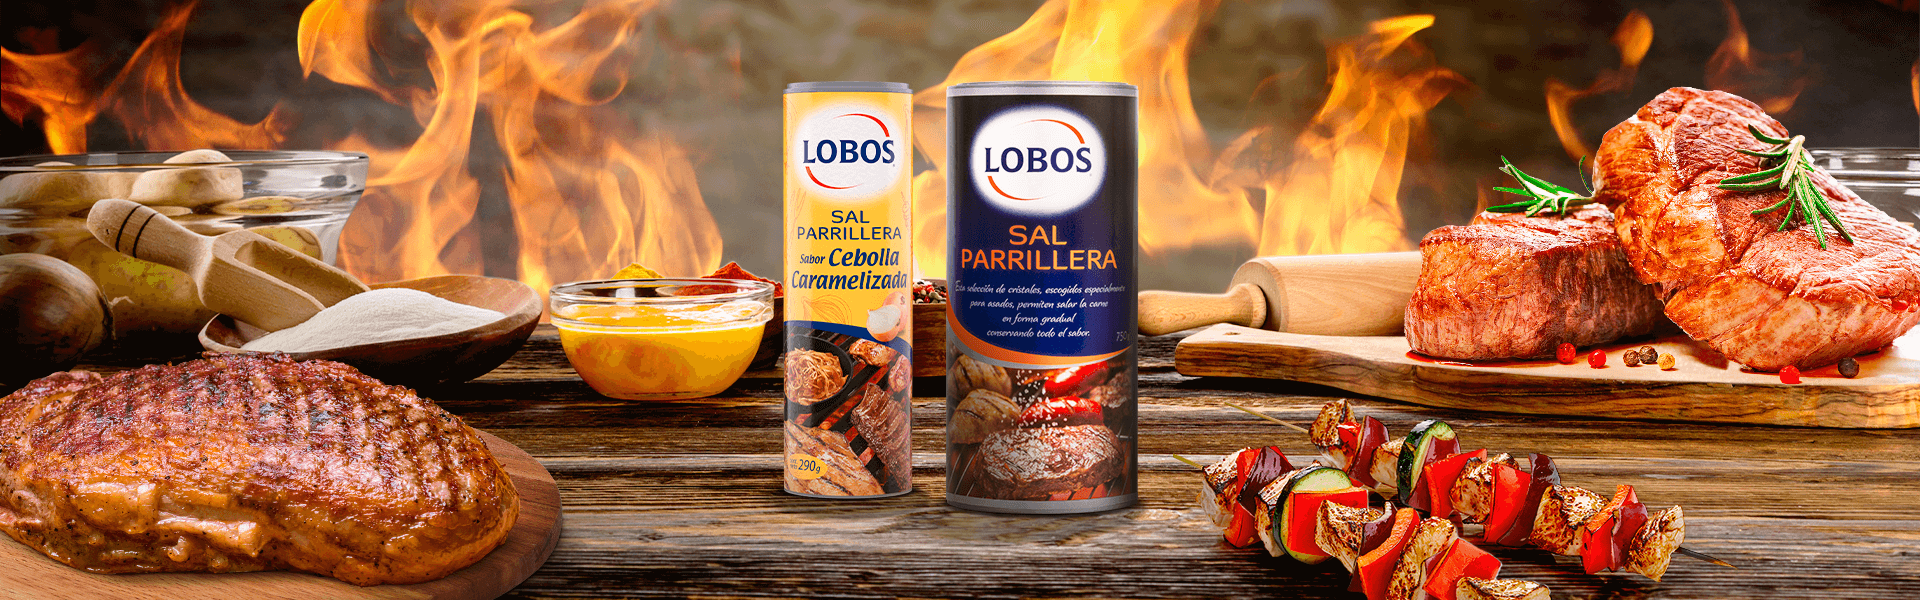 LOBOS
SAL
PARRILLERA
Sabor Cebolla
Caramelizada
290g
LOBOS
SAL
PARRILLERA
Esta selección de cristales, escogidos especialmente
para asados, permiten salar la carne
en forma gradual
conservando todo el sabor.
750